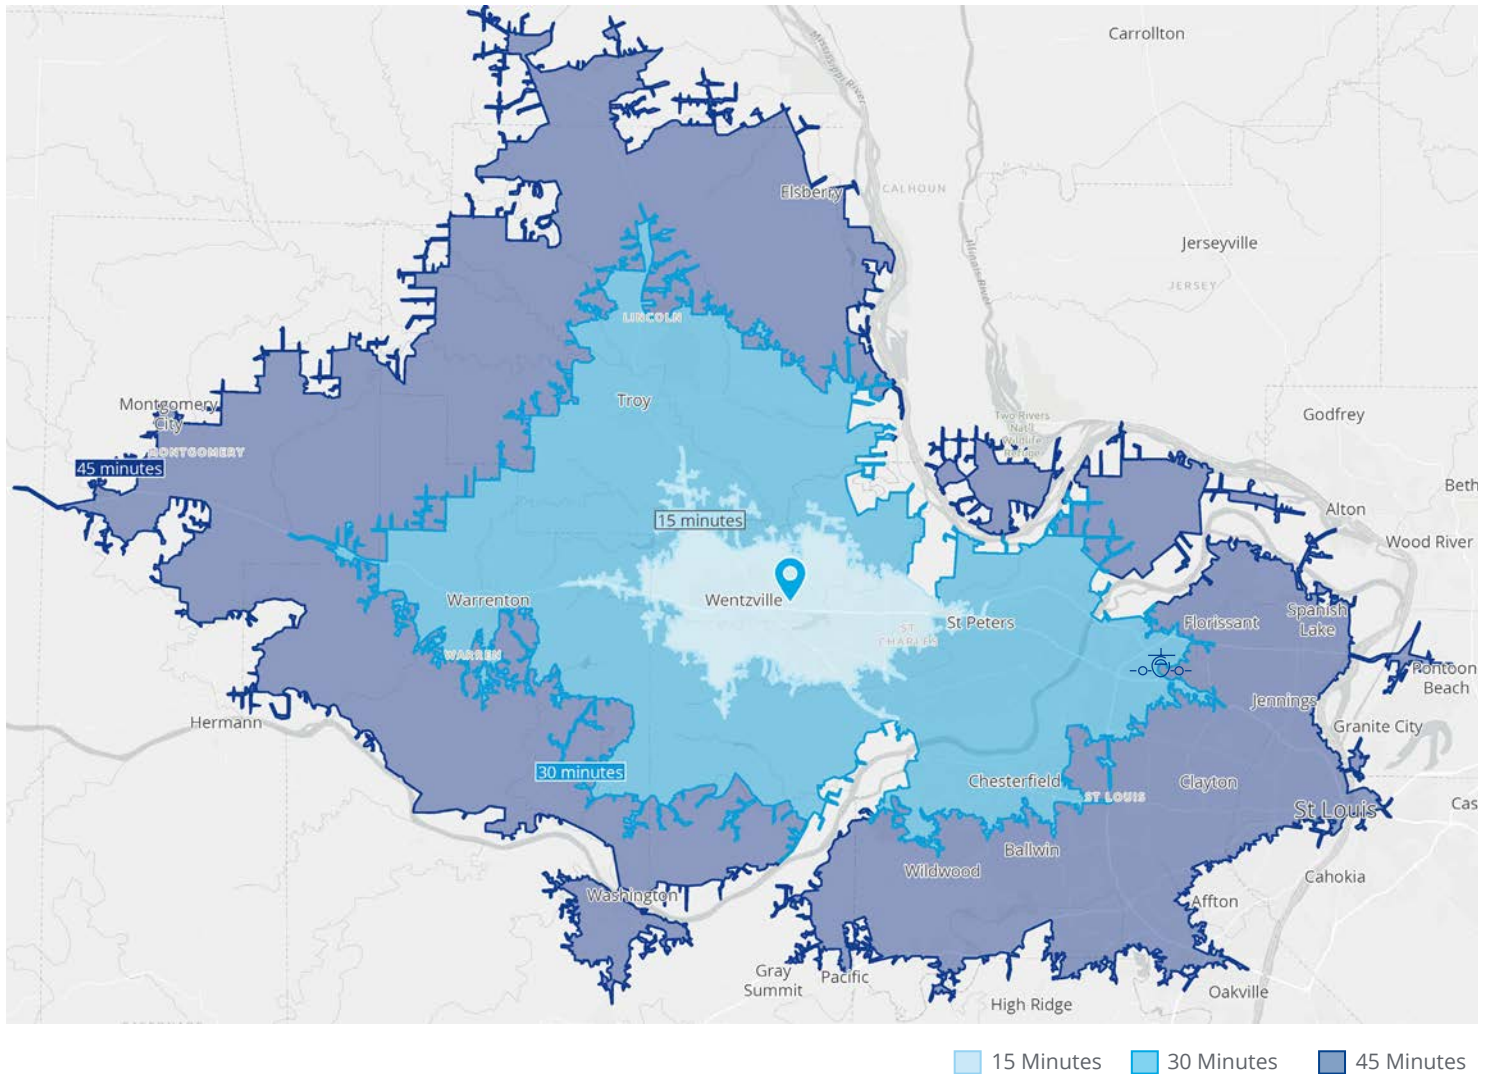 Carrollton
Mississippi River
Elsberry
CALHOUN
Illinois River
Jerseyville
JERSEY
LINCOLN
Montgomery
City
Troy
Two Rivers
Nat'l
Wildlife
Refuge
Godfrey
MONTGOMERY
45 minutes
Beth
Alton
15 minutes
Wood River
Warrenton
Wentzville
St Peters
ST
CHARLES
Florissant
Spanish
Lake
WARREN
Pontoon
Beach
Jennings
Hermann
Granite City
30 minutes
Chesterfield
ST LOUIS
Clayton
St Louis
Cas
Ballwin
Wildwood
Cahokia
Washington
Affton
Gray
Summit
Pacific
High Ridge
Oakville
15 Minutes
30 Minutes
45 Minutes